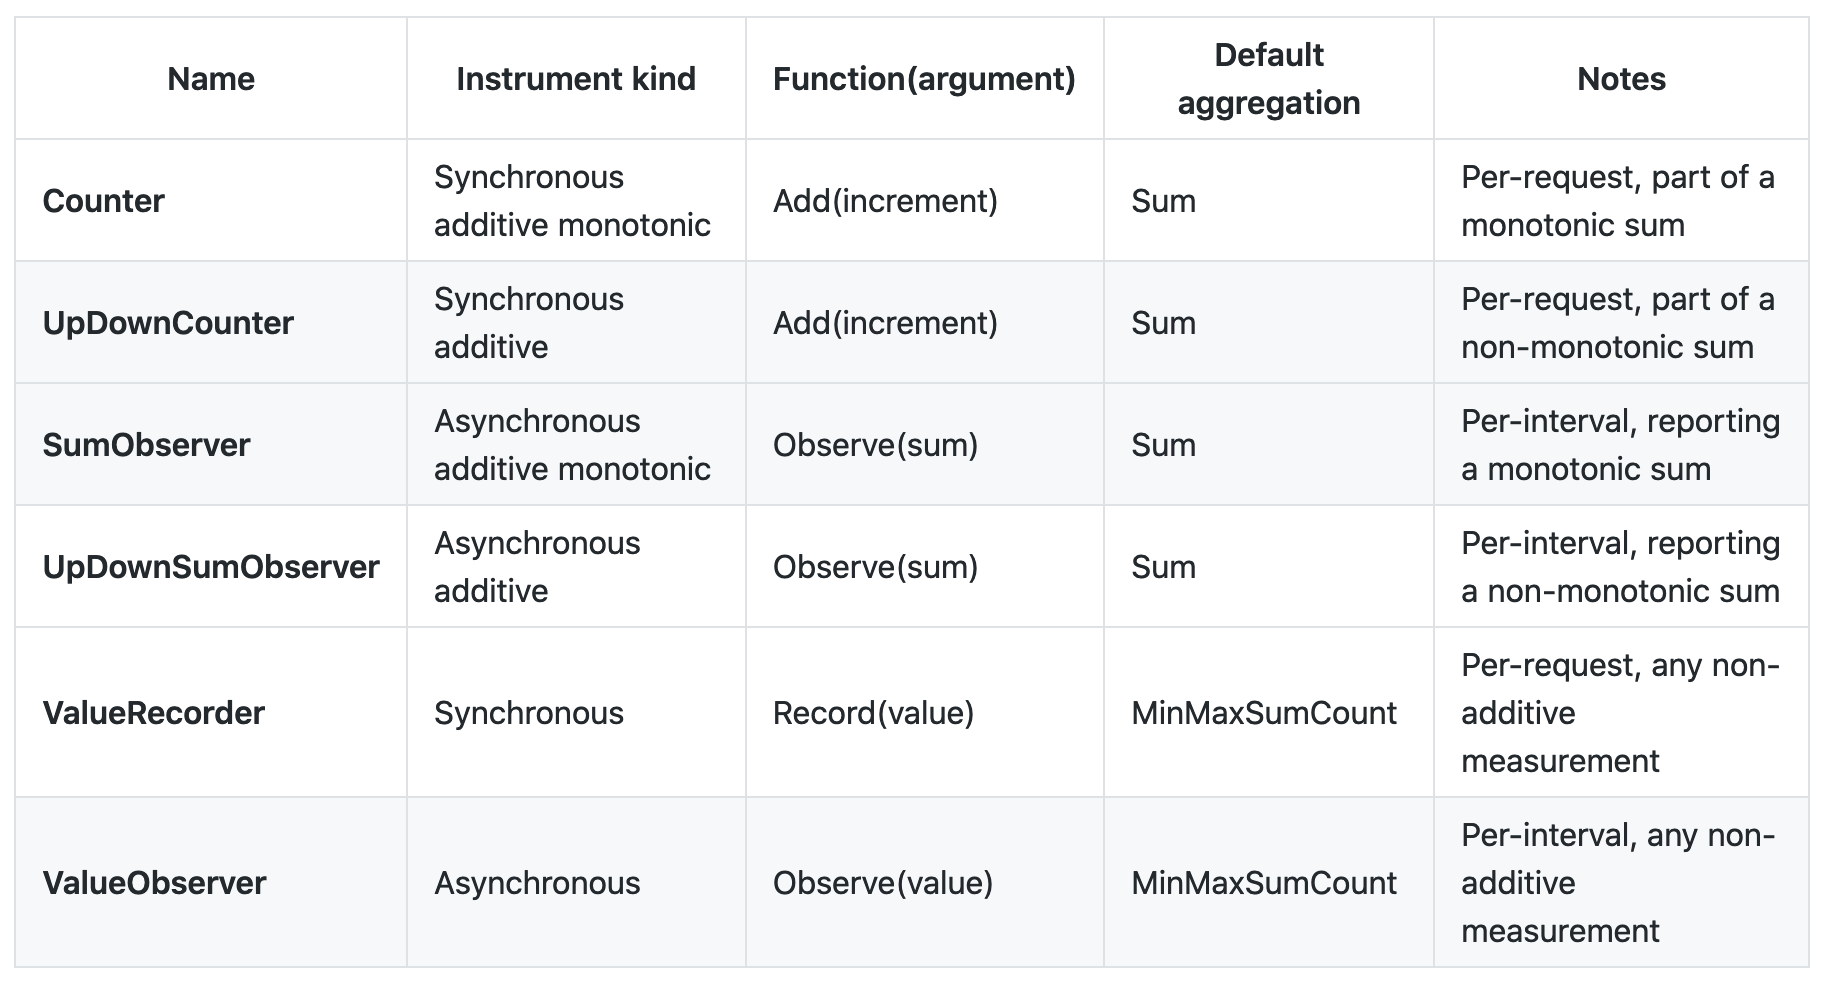 Name
Instrument kind
Function(argument)
Default
aggregation
Notes
Counter
Synchronous
additive monotonic
Add(increment)
Sum
Per-request, part of a
monotonic sum
UpDownCounter
Synchronous
additive
Add(increment)
Sum
Per-request, part of a
non-monotonic sum
SumObserver
Asynchronous
additive monotonic
Observe(sum)
Sum
Per-interval, reporting
a monotonic sum
UpDownSumObserver
Asynchronous
additive
Observe(sum)
Sum
Per-interval, reporting
a non-monotonic sum
ValueRecorder
Synchronous
Record(value)
MinMaxSumCount
Per-request, any non-
additive
measurement
ValueObserver
Asynchronous
Observe(value)
MinMaxSumCount
Per-interval, any non-
additive
measurement